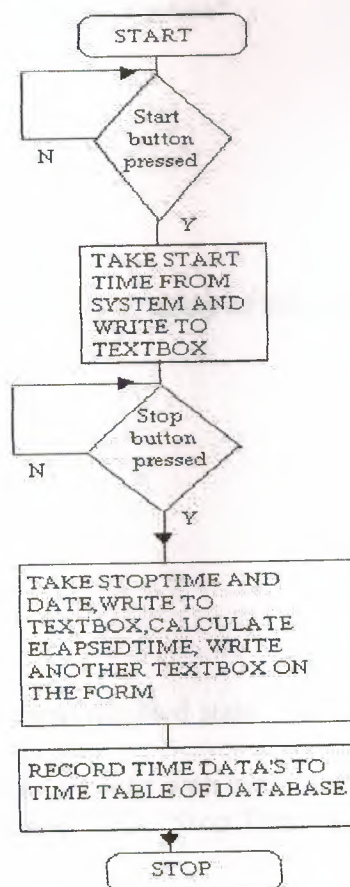 START
Start
button
pressed
N
Y
TAKE START
TIME FROM
SYSTEM AND
WRITE TO
TEXTBOX
Stop
button
pressed
N
Y
TAKE STOPTIME AND
DATE,WRITE TO
TEXTBOX,CALCULATE
ELAPSEDTIME, WRITE
ANOTHER TEXTBOX ON
THE FORM
RECORD TIME DATA'S TO
TIME TABLE OF DATABASE
STOP